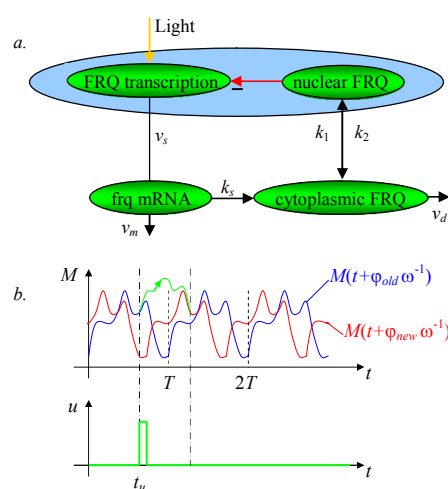 a.
Light
FRQ transcription
nuclear FRQ
v_s
k_1 k_2
frq mRNA
k_s
cytoplasmic FRQ
v_m
v_d
b.
M
M(t+φ_old ω^-1)
M(t+φ_new ω^-1)
T
2T
t
u
t_u
t